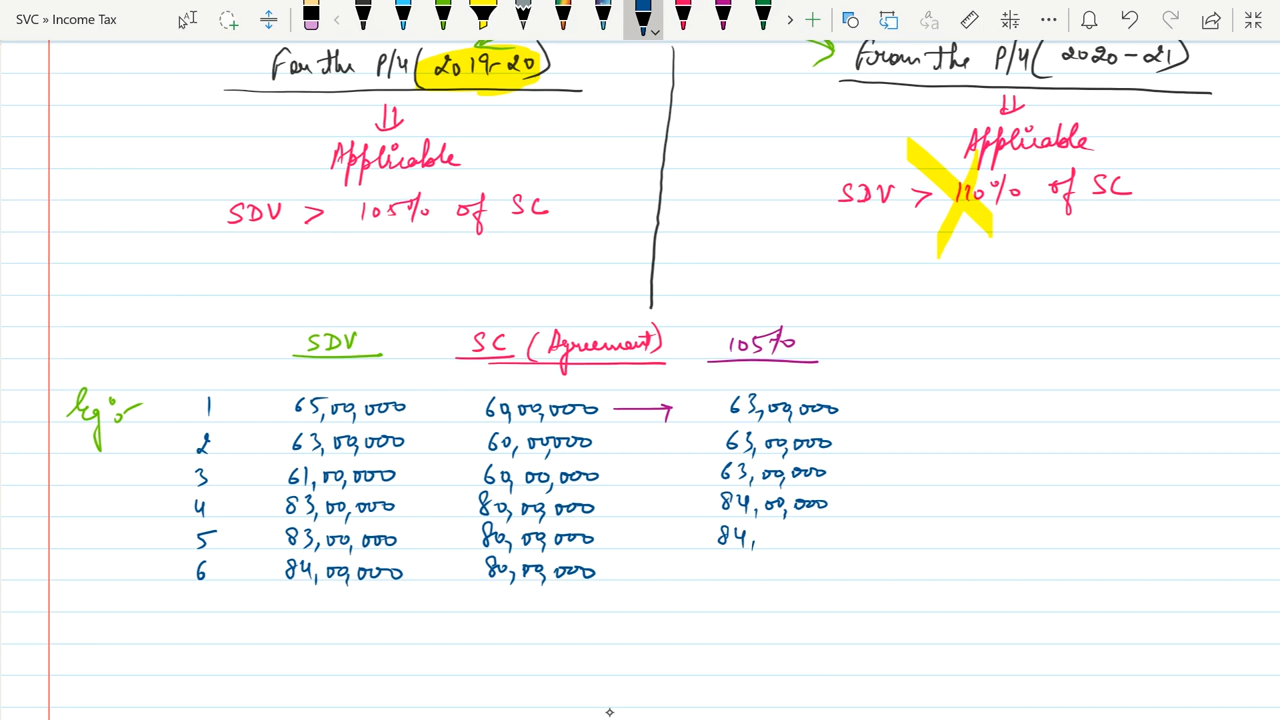 SVC » Income Tax
For the P/Y (2019-20)
Applicable
SDV > 105% of SC
From the P/Y (2020-21)
Applicable
SDV > 110% of SC
SDV SC (Agreement) 105%
Eg:-
1 65,00,000 60,00,000 → 63,00,000
2 63,00,000 60,00,000 63,00,000
3 61,00,000 60,00,000 63,00,000
4 83,00,000 80,00,000 84,00,000
5 83,00,000 80,00,000 84,
6 84,00,000 80,00,000